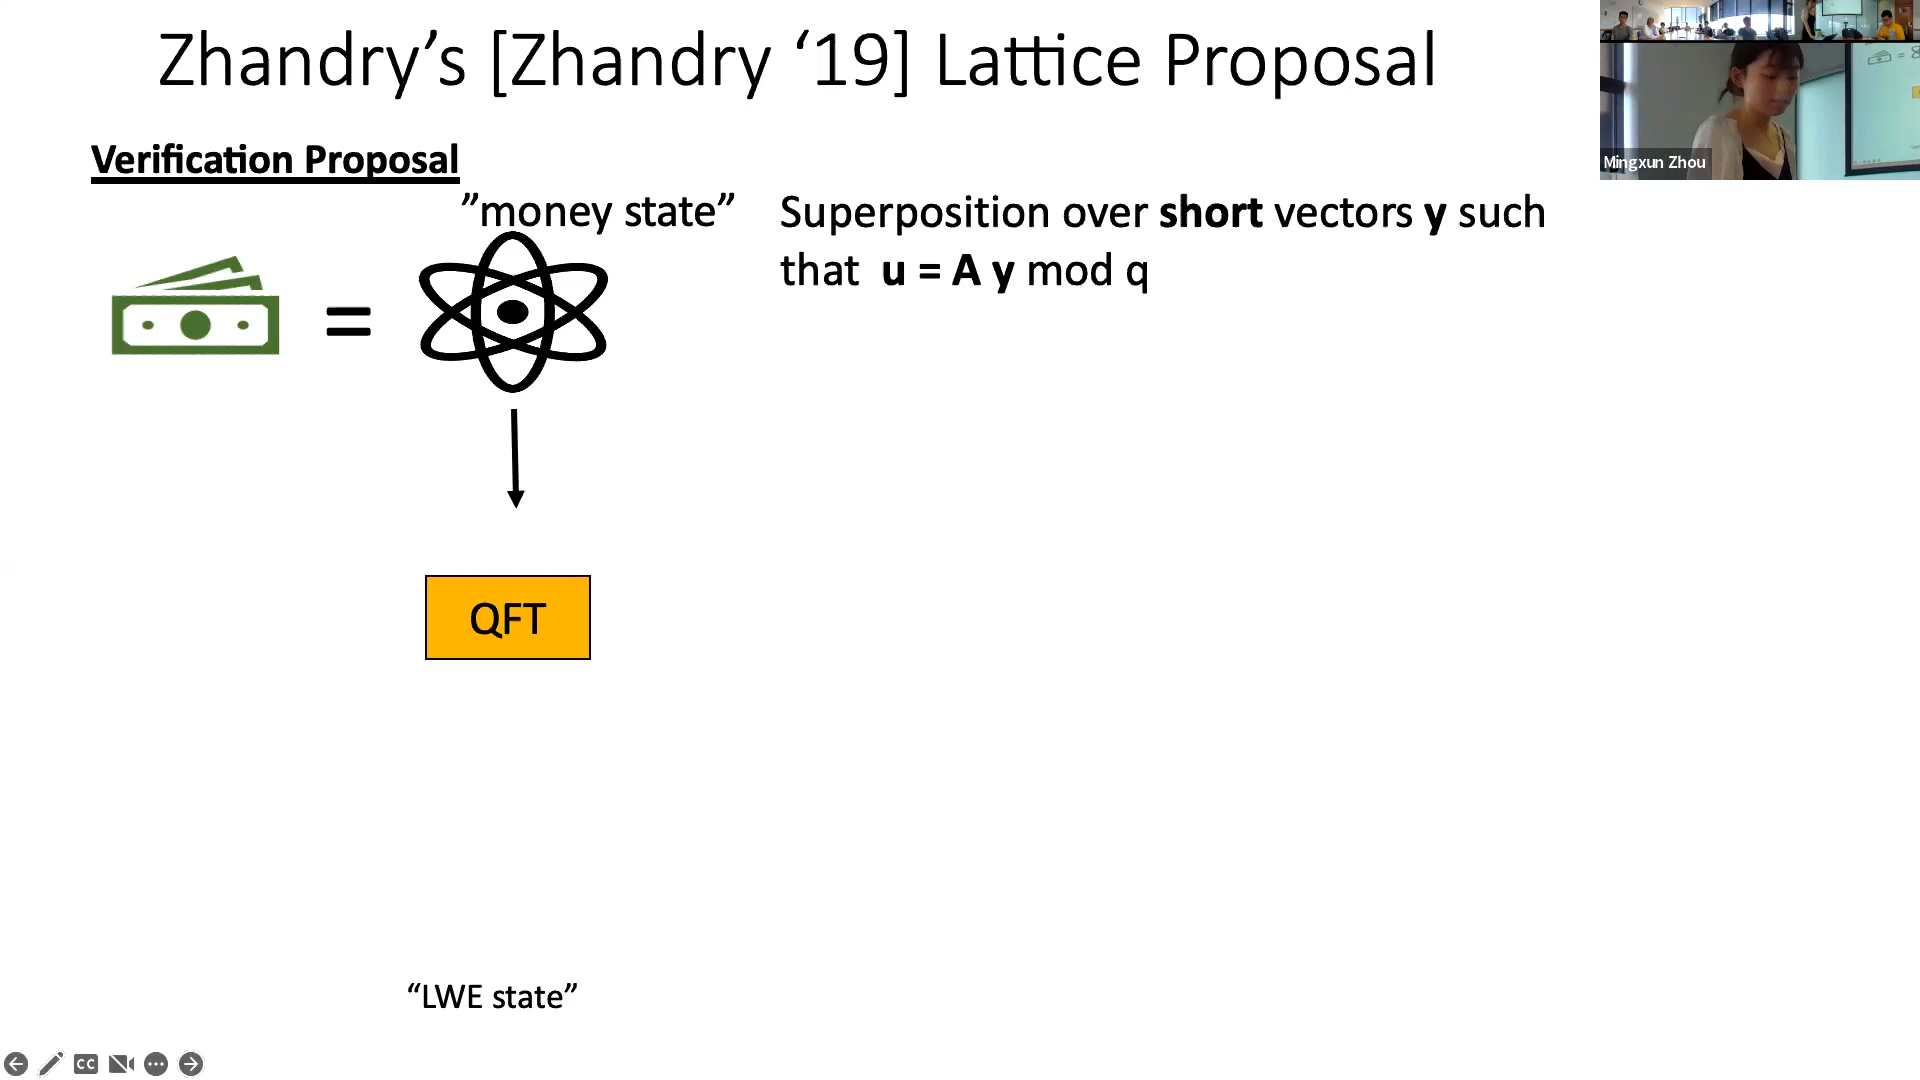 Zhandry’s [Zhandry ‘19] Lattice Proposal
Mingxun Zhou
Verification Proposal
”money state”
Superposition over short vectors y such
that u = A y mod q
=
QFT
“LWE state”
CC